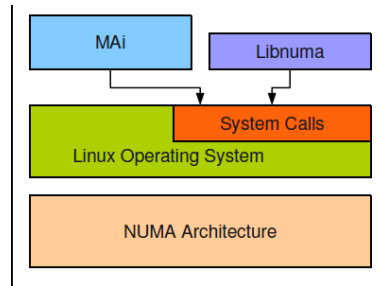 MAi
Libnuma
System Calls
Linux Operating System
NUMA Architecture